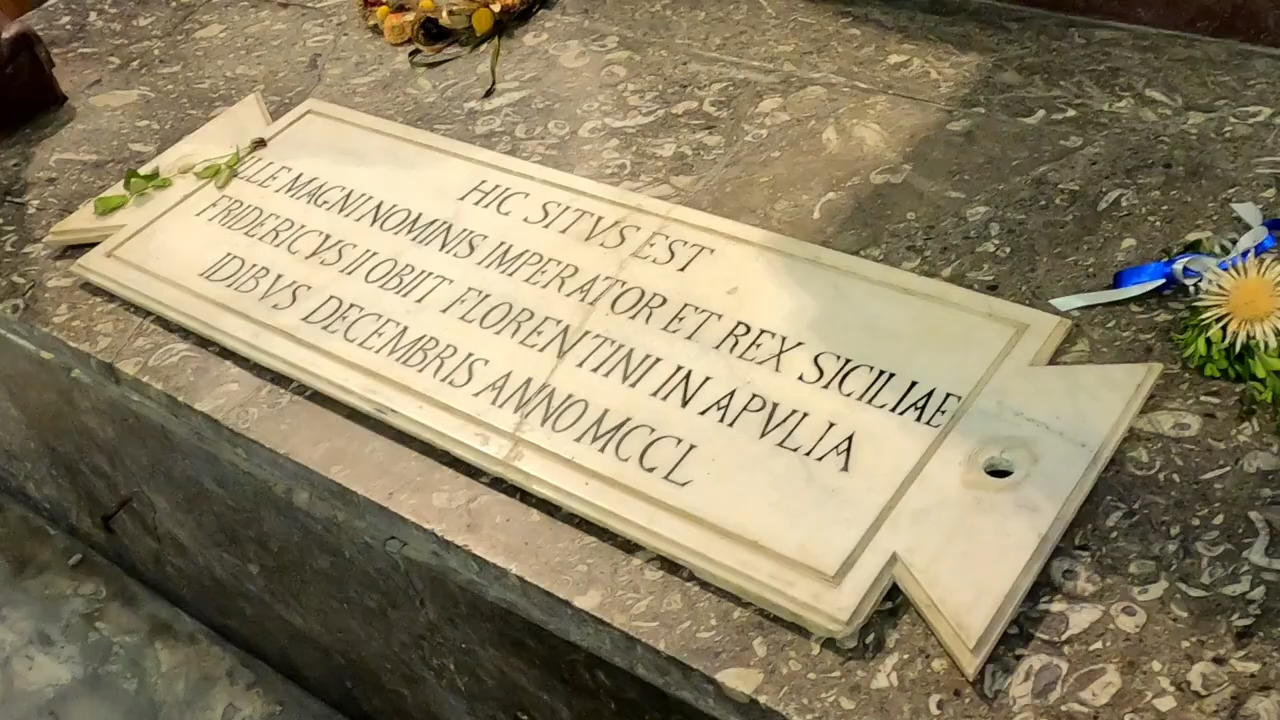 HIC SITVS EST
ILLE MAGNI NOMINIS IMPERATOR ET REX SICILIAE
FRIDERICVS II OBIIT FLORENTINI IN APVLIA
IDIBVS DECEMBRIS ANNO MCCL